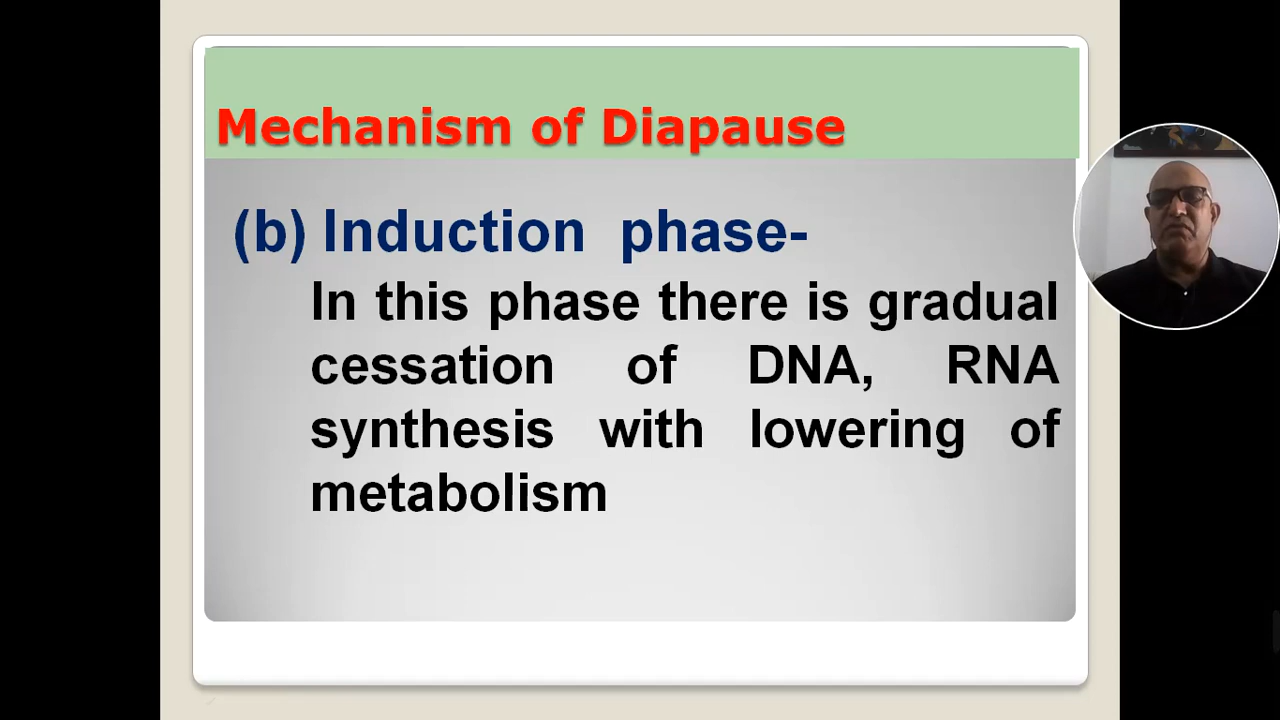 Mechanism of Diapause
(b) Induction phase-
In this phase there is gradual
cessation of DNA, RNA
synthesis with lowering of
metabolism